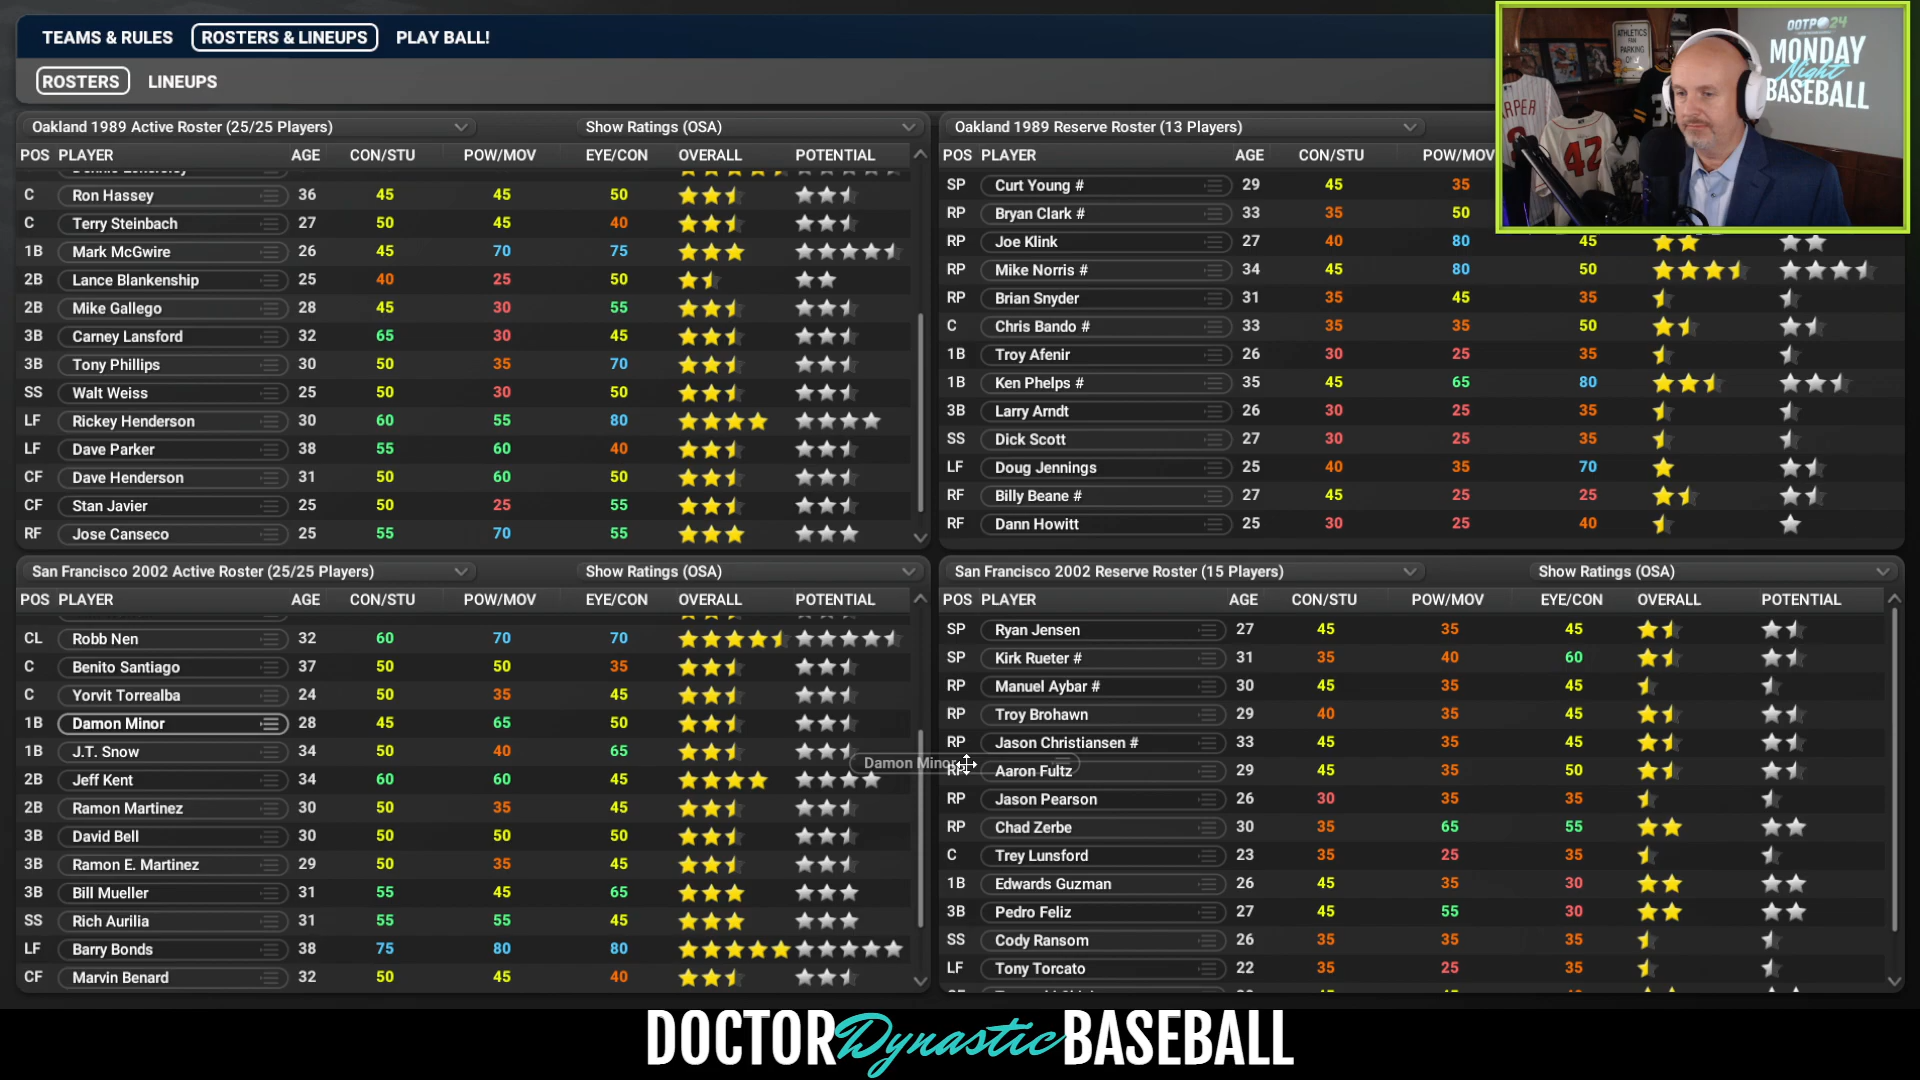 TEAMS & RULES ROSTERS & LINEUPS PLAY BALL!
ROSTERS LINEUPS
OOTP 24
MONDAY
Night
BASEBALL
ATHLETICS
FAN
PARKING
ONLY
42
Oakland 1989 Active Roster (25/25 Players) Show Ratings (OSA)
POS PLAYER AGE CON/STU POW/MOV EYE/CON OVERALL POTENTIAL
C Ron Hassey 36 45 45 50
C Terry Steinbach 27 50 45 40
1B Mark McGwire 26 45 70 75
2B Lance Blankenship 25 40 25 50
2B Mike Gallego 28 45 30 55
3B Carney Lansford 32 65 30 45
3B Tony Phillips 30 50 35 70
SS Walt Weiss 25 50 30 50
LF Rickey Henderson 30 60 55 80
LF Dave Parker 38 55 60 40
CF Dave Henderson 31 50 60 50
CF Stan Javier 25 50 25 55
RF Jose Canseco 25 55 70 55
Oakland 1989 Reserve Roster (13 Players)
POS PLAYER AGE CON/STU POW/MOV
SP Curt Young # 29 45 35
RP Bryan Clark # 33 35 50
RP Joe Klink 27 40 80 45
RP Mike Norris # 34 45 80 50
RP Brian Snyder 31 35 45 35
C Chris Bando # 33 35 35 50
1B Troy Afenir 26 30 25 35
1B Ken Phelps # 35 45 65 80
3B Larry Arndt 26 30 25 35
SS Dick Scott 27 30 25 35
LF Doug Jennings 25 40 35 70
RF Billy Beane # 27 45 25 25
RF Dann Howitt 25 30 25 40
San Francisco 2002 Active Roster (25/25 Players) Show Ratings (OSA)
POS PLAYER AGE CON/STU POW/MOV EYE/CON OVERALL POTENTIAL
CL Robb Nen 32 60 70 70
C Benito Santiago 37 50 50 35
C Yorvit Torrealba 24 50 35 45
1B Damon Minor 28 45 65 50
1B J.T. Snow 34 50 40 65
2B Jeff Kent 34 60 60 45
2B Ramon Martinez 30 50 35 45
3B David Bell 30 50 50 50
3B Ramon E. Martinez 29 50 35 45
3B Bill Mueller 31 55 45 65
SS Rich Aurilia 31 55 55 45
LF Barry Bonds 38 75 80 80
CF Marvin Benard 32 50 45 40
Damon Minor
San Francisco 2002 Reserve Roster (15 Players) Show Ratings (OSA)
POS PLAYER AGE CON/STU POW/MOV EYE/CON OVERALL POTENTIAL
SP Ryan Jensen 27 45 35 45
SP Kirk Rueter # 31 35 40 60
RP Manuel Aybar # 30 45 35 45
RP Troy Brohawn 29 40 35 45
RP Jason Christiansen # 33 45 35 45
RP Aaron Fultz 29 45 35 50
RP Jason Pearson 26 30 35 35
RP Chad Zerbe 30 35 65 55
C Trey Lunsford 23 35 25 35
1B Edwards Guzman 26 45 35 30
3B Pedro Feliz 27 45 55 30
SS Cody Ransom 26 35 35 35
LF Tony Torcato 22 35 25 35
DOCTOR Dynastic BASEBALL